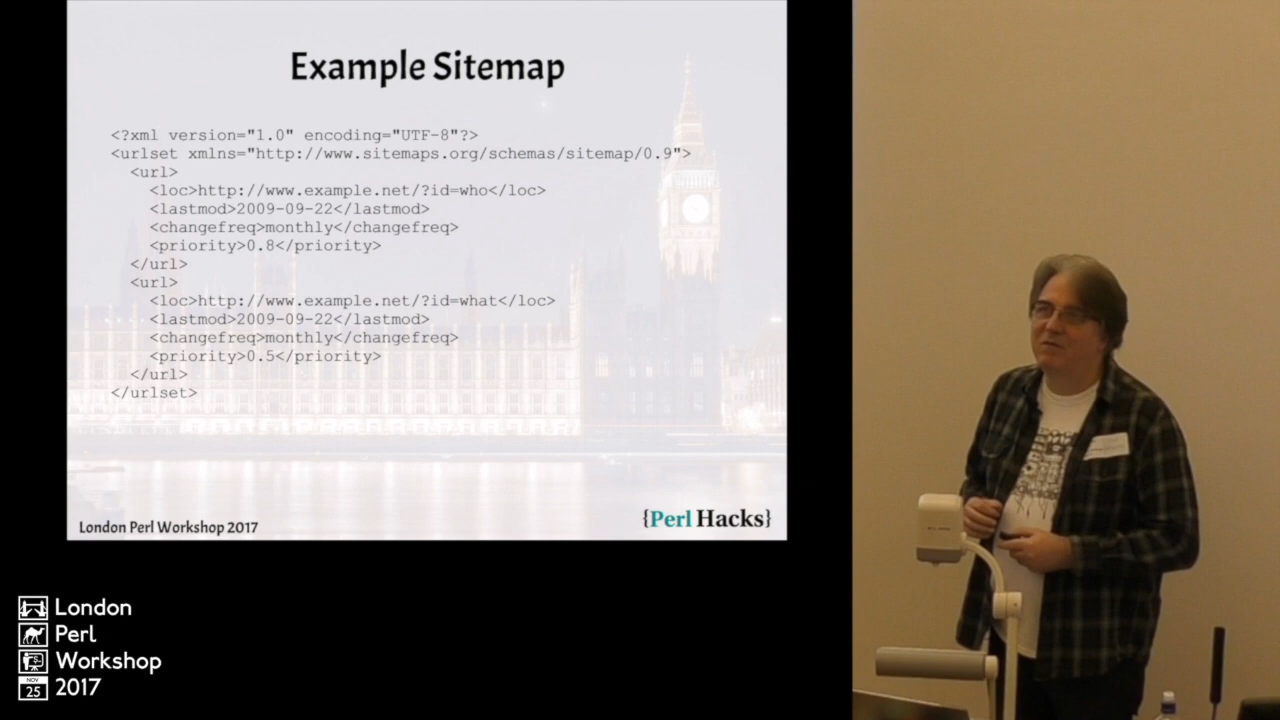 Example Sitemap
<?xml version="1.0" encoding="UTF-8"?>
<urlset xmlns="http://www.sitemaps.org/schemas/sitemap/0.9">
  <url>
    <loc>http://www.example.net/?id=who</loc>
    <lastmod>2009-09-22</lastmod>
    <changefreq>monthly</changefreq>
    <priority>0.8</priority>
  </url>
  <url>
    <loc>http://www.example.net/?id=what</loc>
    <lastmod>2009-09-22</lastmod>
    <changefreq>monthly</changefreq>
    <priority>0.5</priority>
  </url>
</urlset>
London Perl Workshop 2017
{Perl Hacks}
London
Perl
Workshop
NOV
25 2017